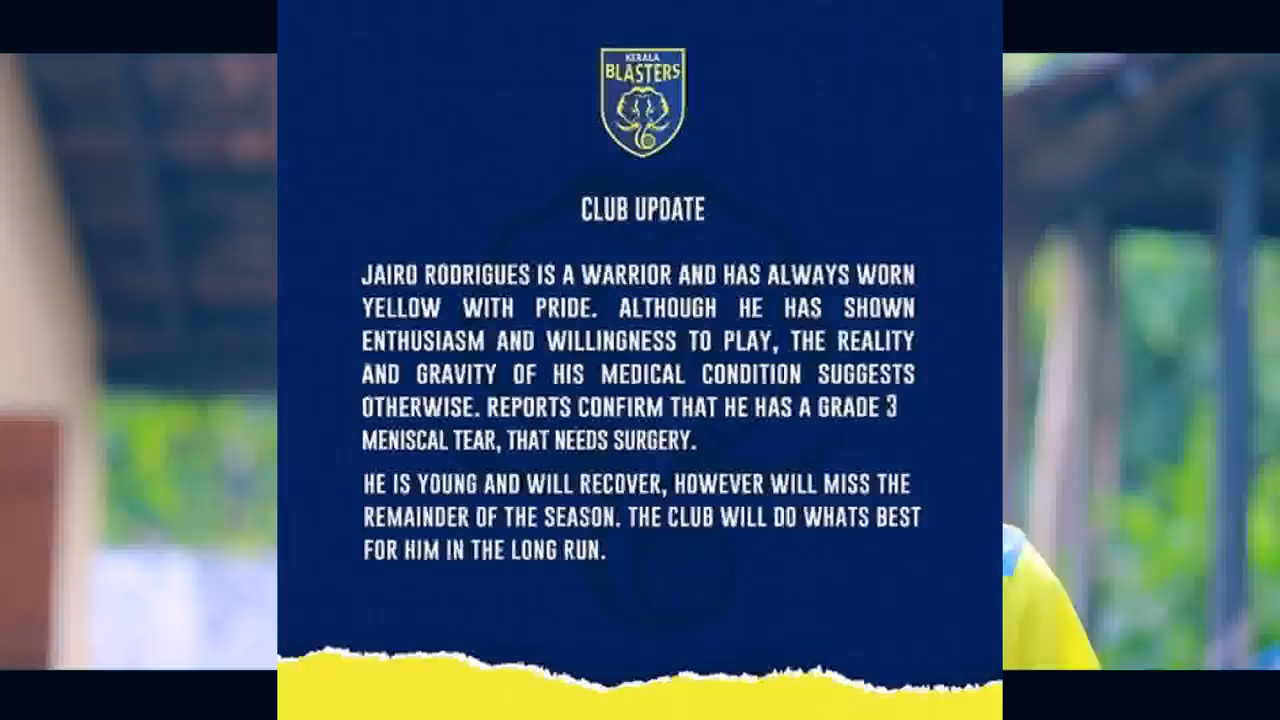 KERALA
BLASTERS
CLUB UPDATE
JAIRO RODRIGUES IS A WARRIOR AND HAS ALWAYS WORN
YELLOW WITH PRIDE. ALTHOUGH HE HAS SHOWN
ENTHUSIASM AND WILLINGNESS TO PLAY, THE REALITY
AND GRAVITY OF HIS MEDICAL CONDITION SUGGESTS
OTHERWISE. REPORTS CONFIRM THAT HE HAS A GRADE 3
MENISCAL TEAR, THAT NEEDS SURGERY.
HE IS YOUNG AND WILL RECOVER, HOWEVER WILL MISS THE
REMAINDER OF THE SEASON. THE CLUB WILL DO WHATS BEST
FOR HIM IN THE LONG RUN.